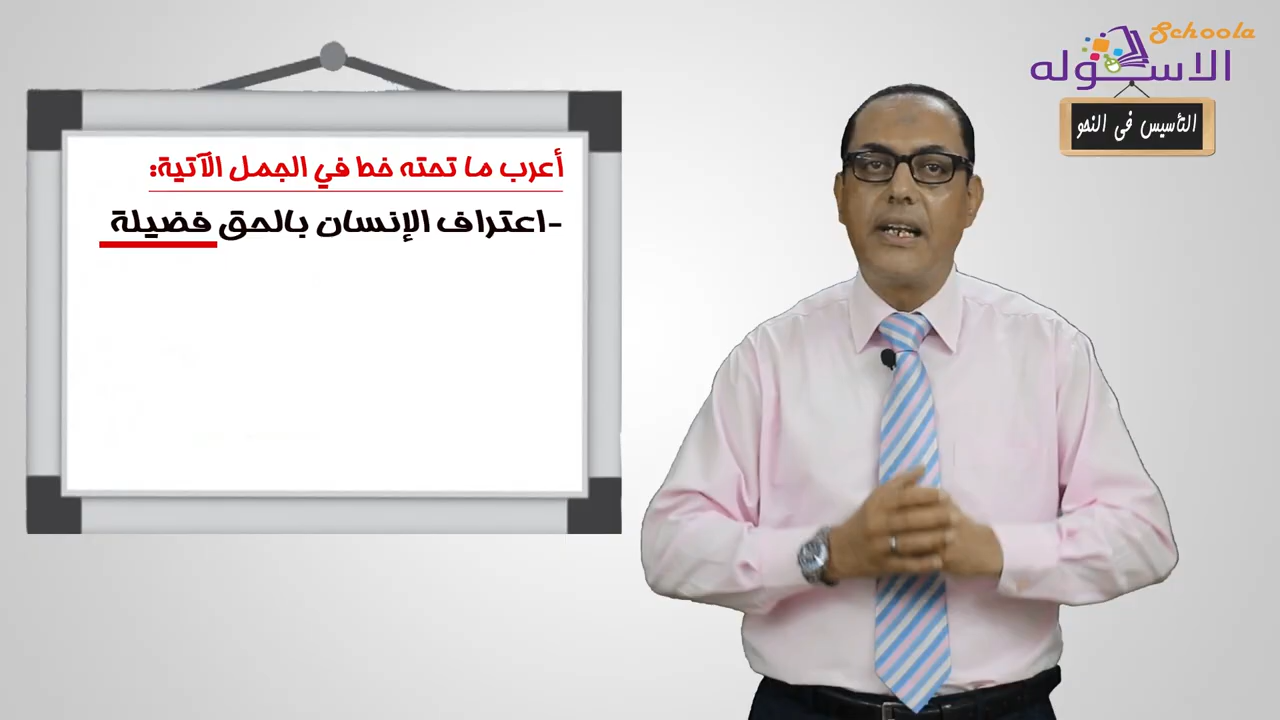 Schoola
الاسكوله
التأسيس فى النحو
أعرب ما تحته خط في الجمل الآتية:
-اعتراف الإنسان بالحق فضيلة